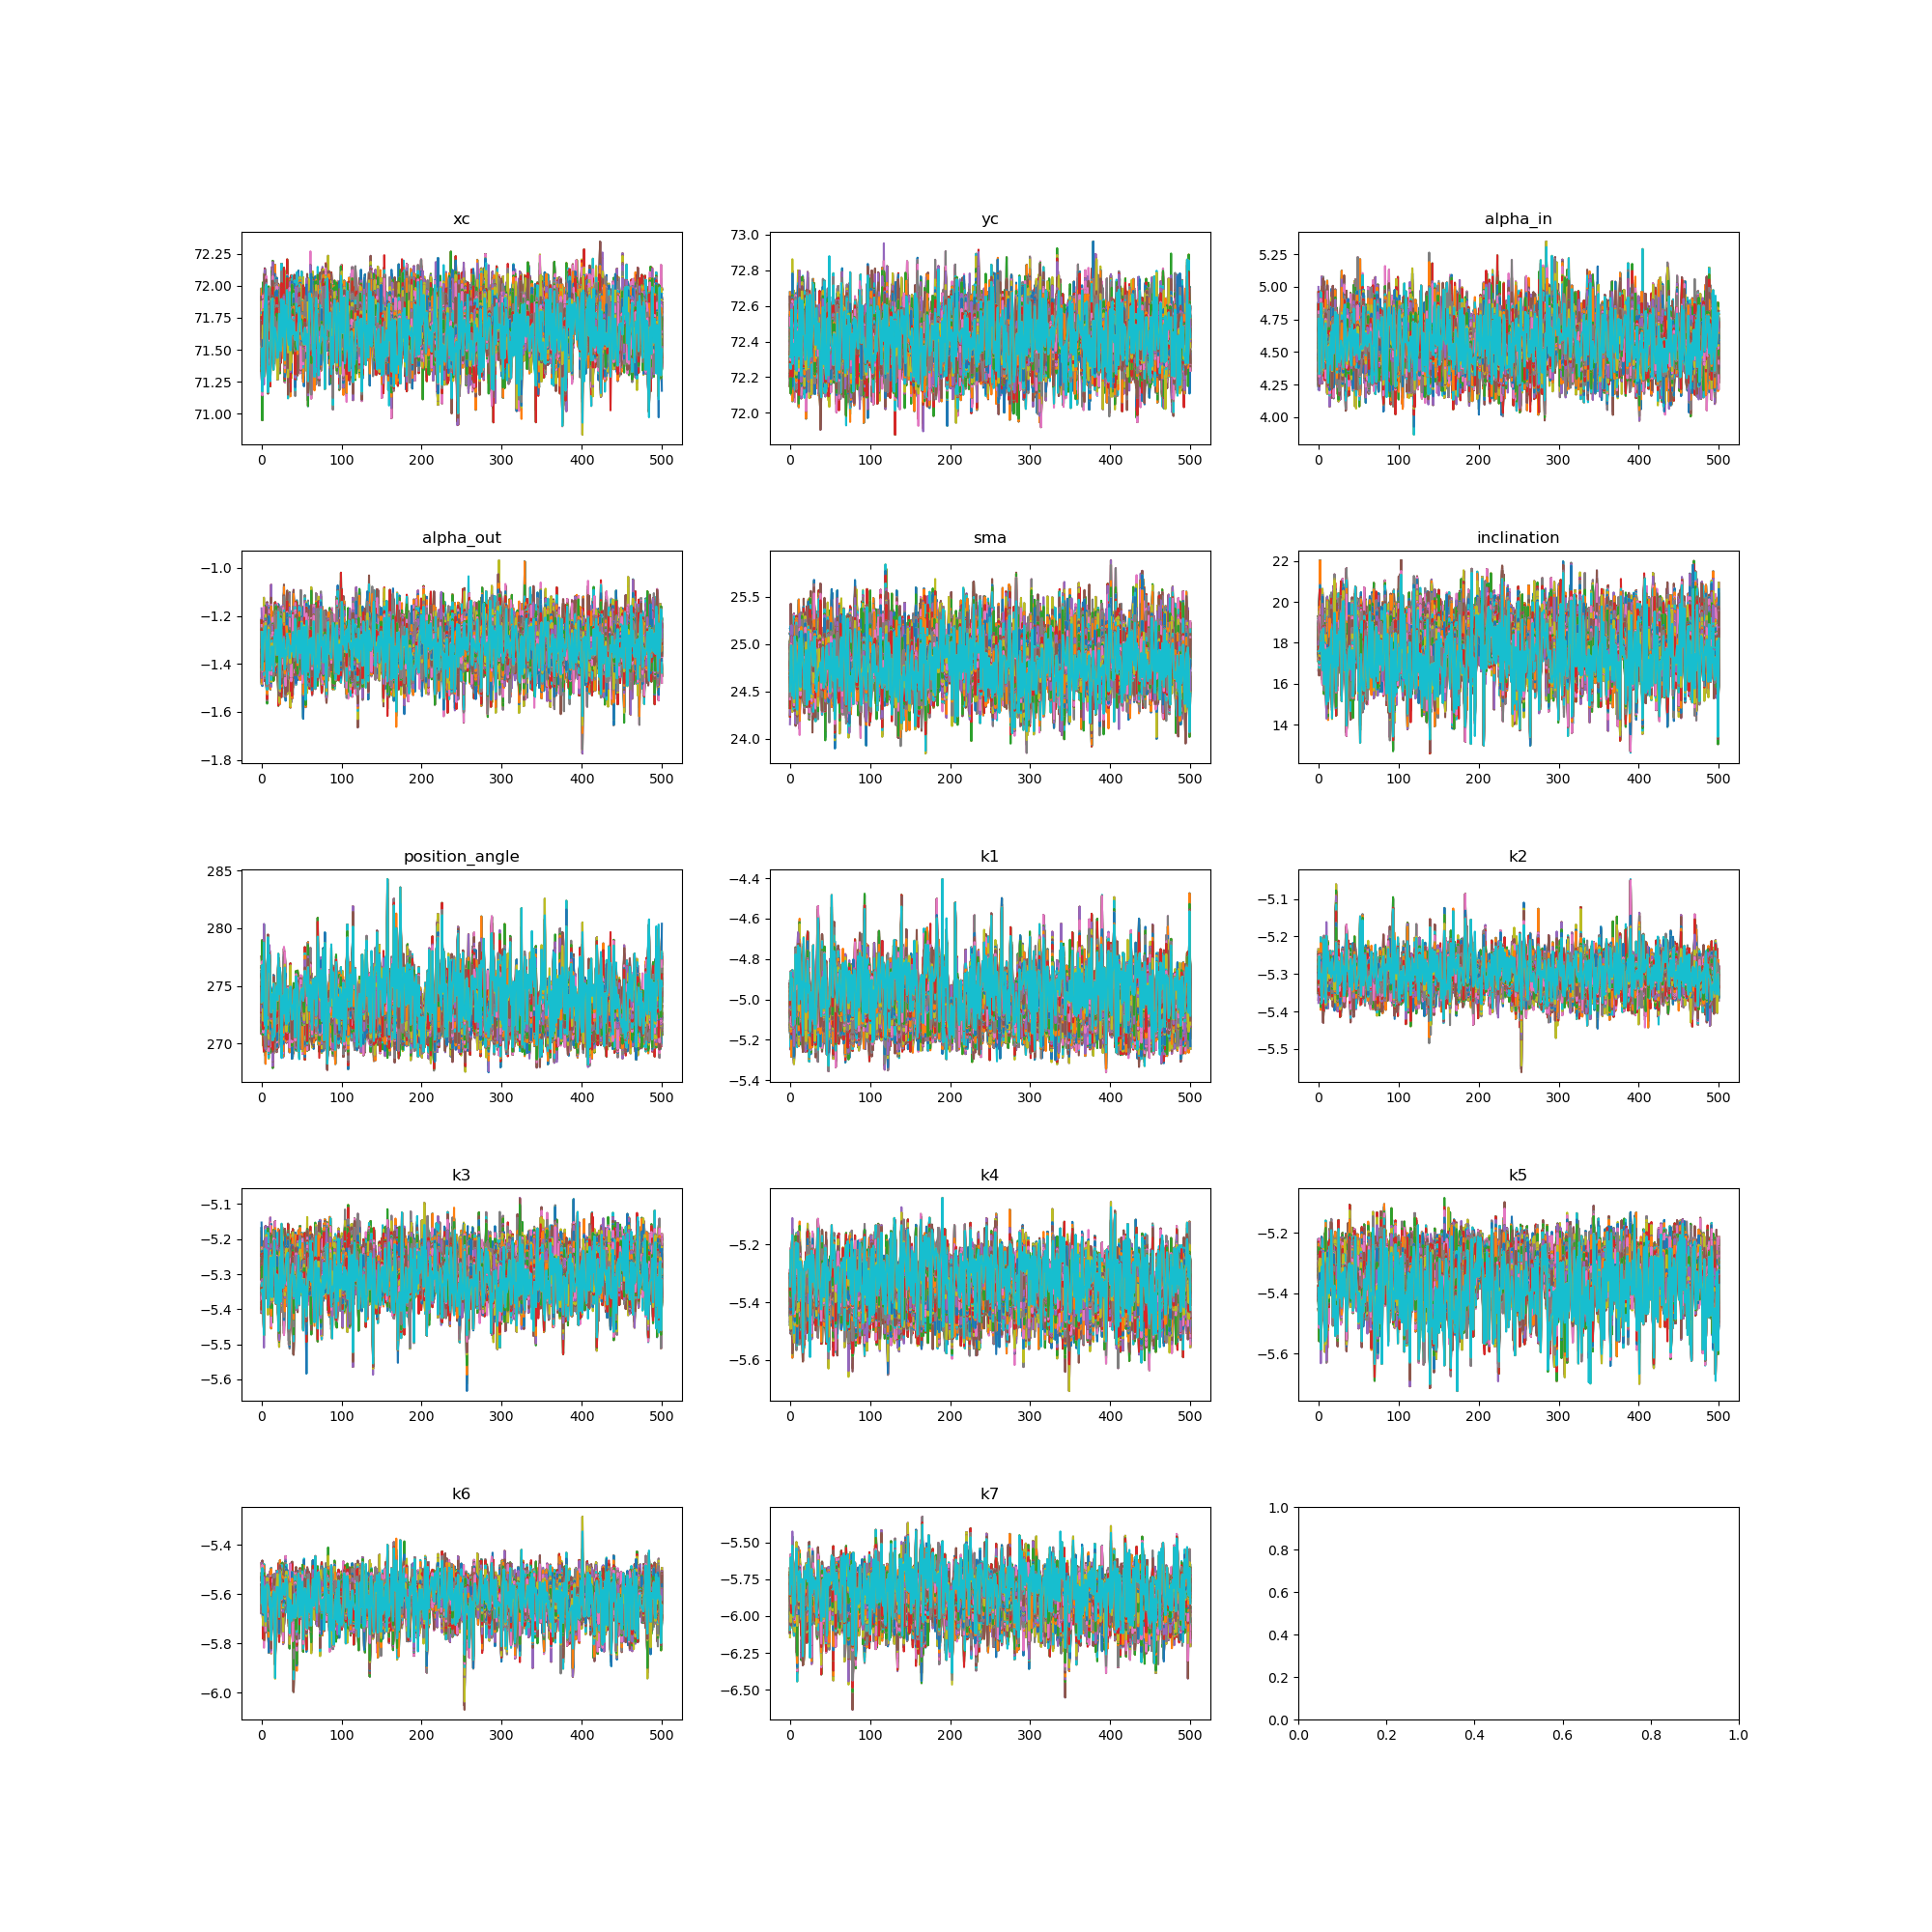 xc yc alpha_in
72.25 72.00 71.75 71.50 71.25 71.00
0 100 200 300 400 500
73.0 72.8 72.6 72.4 72.2 72.0
0 100 200 300 400 500
5.25 5.00 4.75 4.50 4.25 4.00
0 100 200 300 400 500
alpha_out sma inclination
−1.0 −1.2 −1.4 −1.6 −1.8
0 100 200 300 400 500
25.5 25.0 24.5 24.0
0 100 200 300 400 500
22 20 18 16 14
0 100 200 300 400 500
position_angle k1 k2
285 280 275 270
0 100 200 300 400 500
−4.4 −4.6 −4.8 −5.0 −5.2 −5.4
0 100 200 300 400 500
−5.1 −5.2 −5.3 −5.4 −5.5
0 100 200 300 400 500
k3 k4 k5
−5.1 −5.2 −5.3 −5.4 −5.5 −5.6
0 100 200 300 400 500
−5.2 −5.4 −5.6
0 100 200 300 400 500
−5.2 −5.4 −5.6
0 100 200 300 400 500
k6 k7
−5.4 −5.6 −5.8 −6.0
0 100 200 300 400 500
−5.50 −5.75 −6.00 −6.25 −6.50
0 100 200 300 400 500
1.0 0.8 0.6 0.4 0.2 0.0
0.0 0.2 0.4 0.6 0.8 1.0